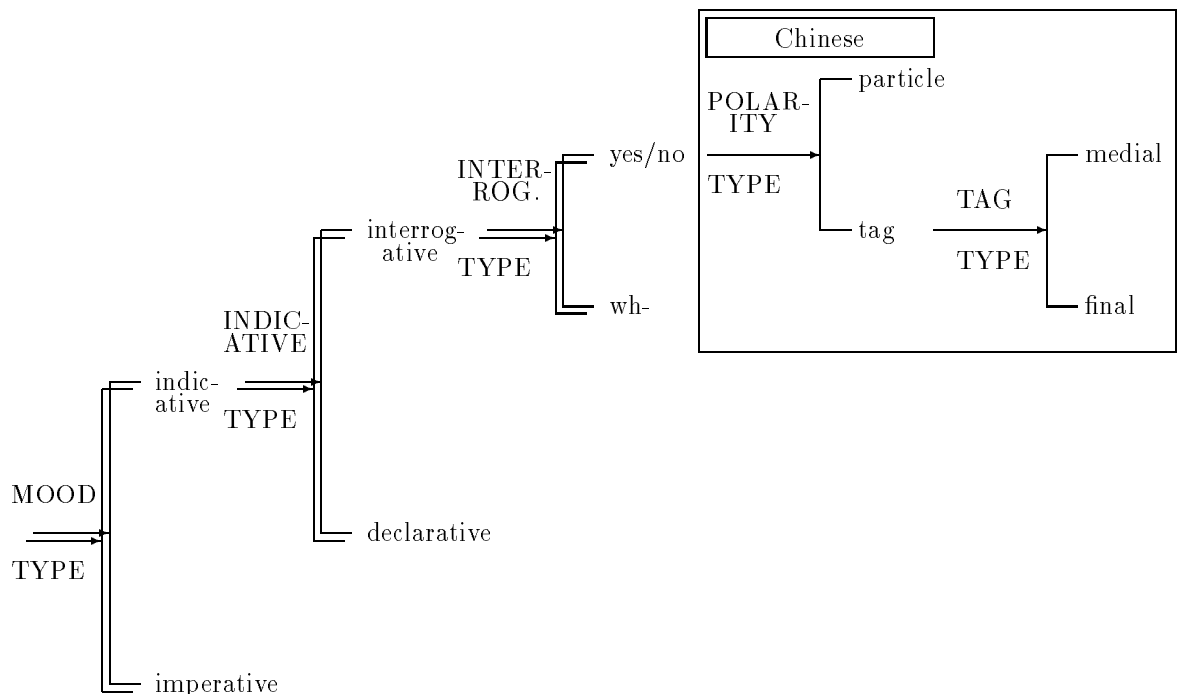 Chinese
particle
POLAR-
ITY
TYPE
yes/no
medial
INTER-
ROG.
TYPE
TAG
TYPE
tag
interrog-
ative
wh-
final
INDIC-
ATIVE
TYPE
indic-
ative
MOOD
TYPE
declarative
imperative